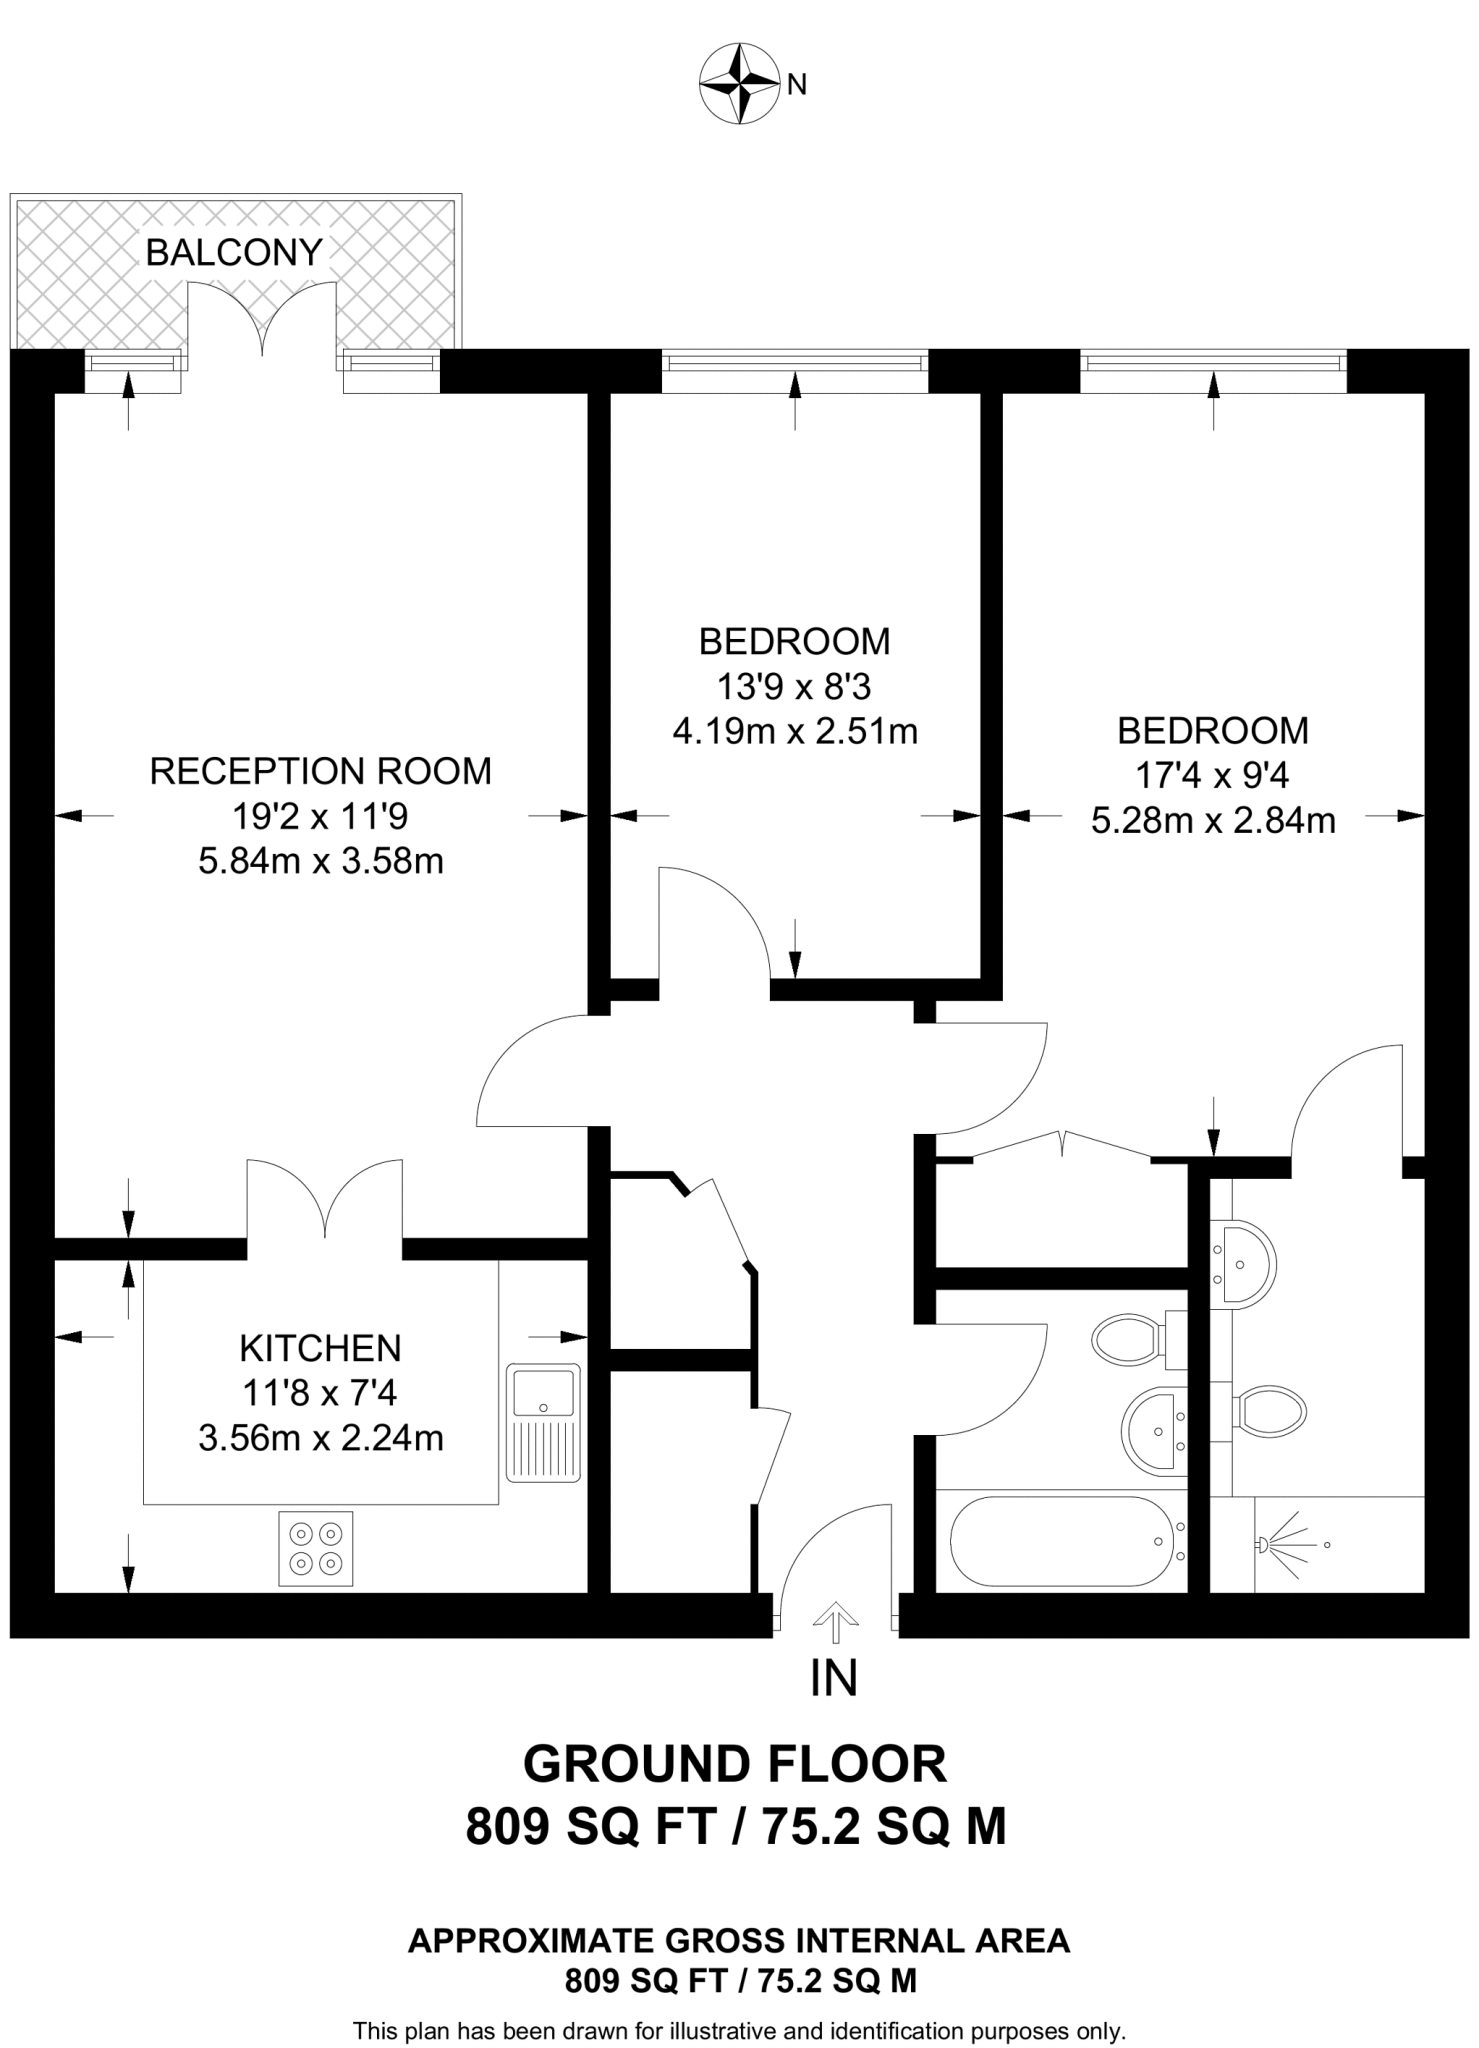 N
BALCONY
BEDROOM
13'9 x 8'3
4.19m x 2.51m
BEDROOM
17'4 x 9'4
5.28m x 2.84m
RECEPTION ROOM
19'2 x 11'9
5.84m x 3.58m
KITCHEN
11'8 x 7'4
3.56m x 2.24m
IN
GROUND FLOOR
809 SQ FT / 75.2 SQ M
APPROXIMATE GROSS INTERNAL AREA
809 SQ FT / 75.2 SQ M
This plan has been drawn for illustrative and identification purposes only.